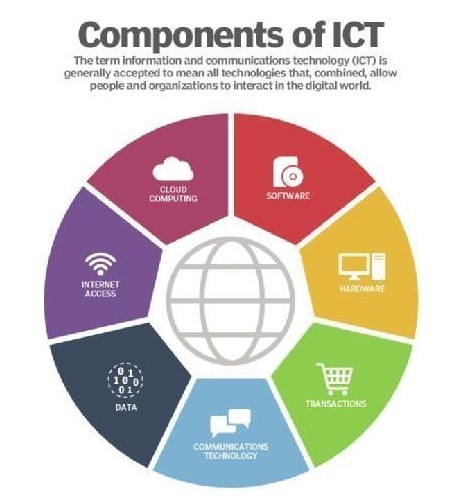 Components of ICT
The term information and communications technology (ICT) is
generally accepted to mean all technologies that, combined, allow
people and organizations to interact in the digital world.
CLOUD
COMPUTING
SOFTWARE
INTERNET
ACCESS
HARDWARE
0 1
1 0 0
0 1
DATA
TRANSACTIONS
COMMUNICATIONS
TECHNOLOGY